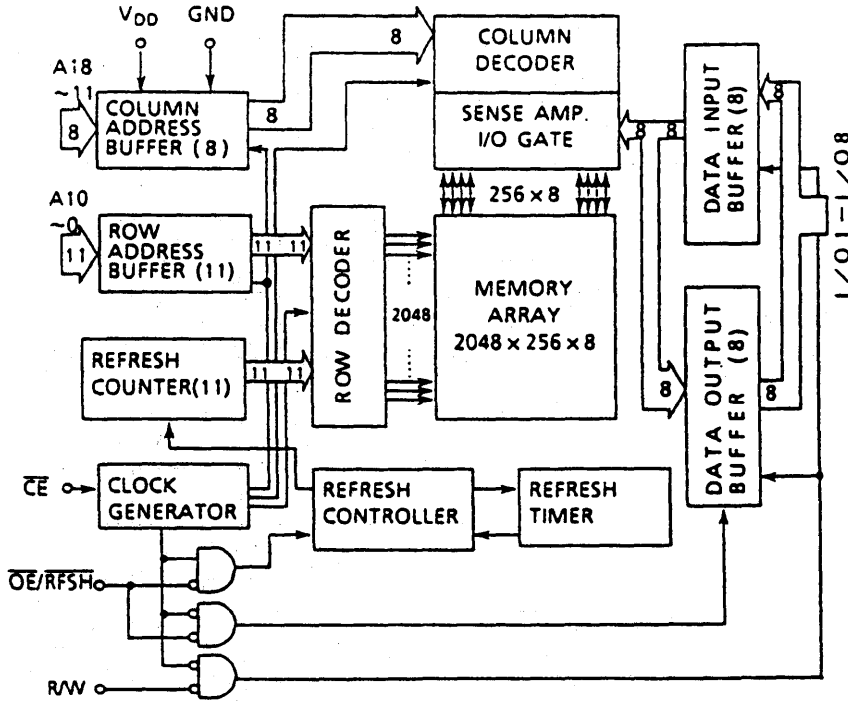 VDD GND
A18
~11
8
COLUMN
ADDRESS
BUFFER (8)
8
8
COLUMN
DECODER
SENSE AMP.
I/O GATE
8
8
DATA INPUT
BUFFER (8)
8
I/O1-I/O8
A10
~0
11
ROW
ADDRESS
BUFFER (11)
11
11
ROW DECODER
256 x 8
2048
MEMORY
ARRAY
2048 x 256 x 8
REFRESH
COUNTER(11)
11
11
8
DATA OUTPUT
BUFFER (8)
8
CE
CLOCK
GENERATOR
REFRESH
CONTROLLER
REFRESH
TIMER
OE/RFSH
R/W